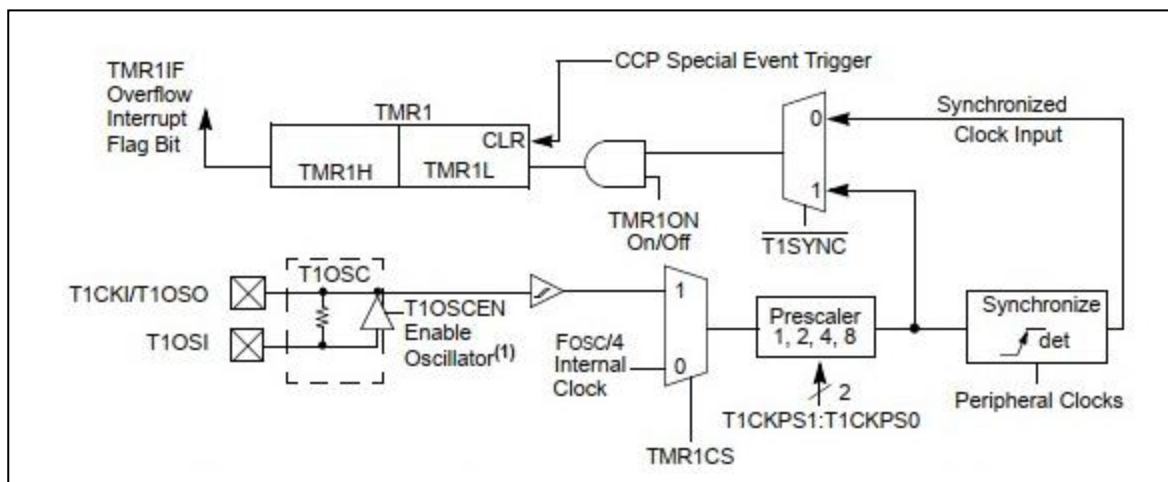 TMR1IF
Overflow
Interrupt
Flag Bit
TMR1
CCP Special Event Trigger
CLR
TMR1H
TMR1L
TMR1ON
On/Off
0
1
T1SYNC
Synchronized
Clock Input
T1OSC
T1CKI/T1OSO
T1OSI
T1OSCEN
Enable
Oscillator(1)
FOSC/4
Internal
Clock
1
0
TMR1CS
Prescaler
1, 2, 4, 8
2
T1CKPS1:T1CKPS0
Synchronize
det
Peripheral Clocks